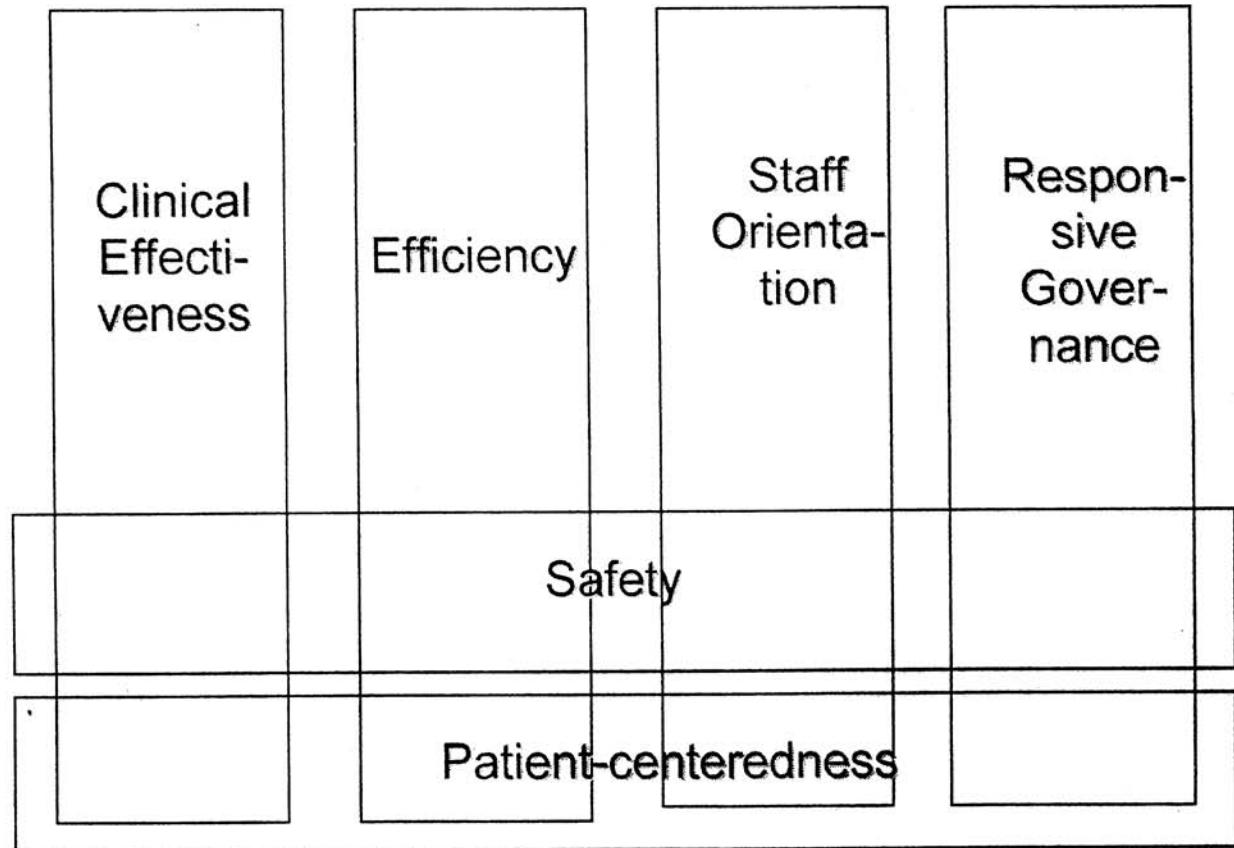 Clinical
Effecti-
veness
Efficiency
Staff
Orienta-
tion
Respon-
sive
Gover-
nance
Safety
Patient-centeredness